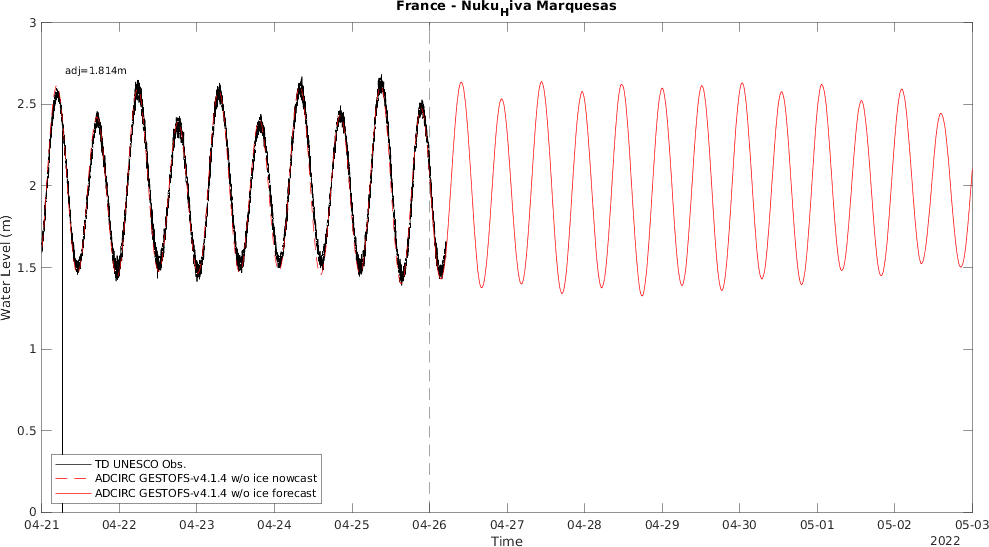 France - Nuku_Hiva Marquesas
3
2.5
2
1.5
1
0.5
0
Water Level (m)
adj=1.814m
TD UNESCO Obs.
ADCIRC GESTOFS-v4.1.4 w/o ice nowcast
ADCIRC GESTOFS-v4.1.4 w/o ice forecast
04-21 04-22 04-23 04-24 04-25 04-26 04-27 04-28 04-29 04-30 05-01 05-02 05-03
Time
2022